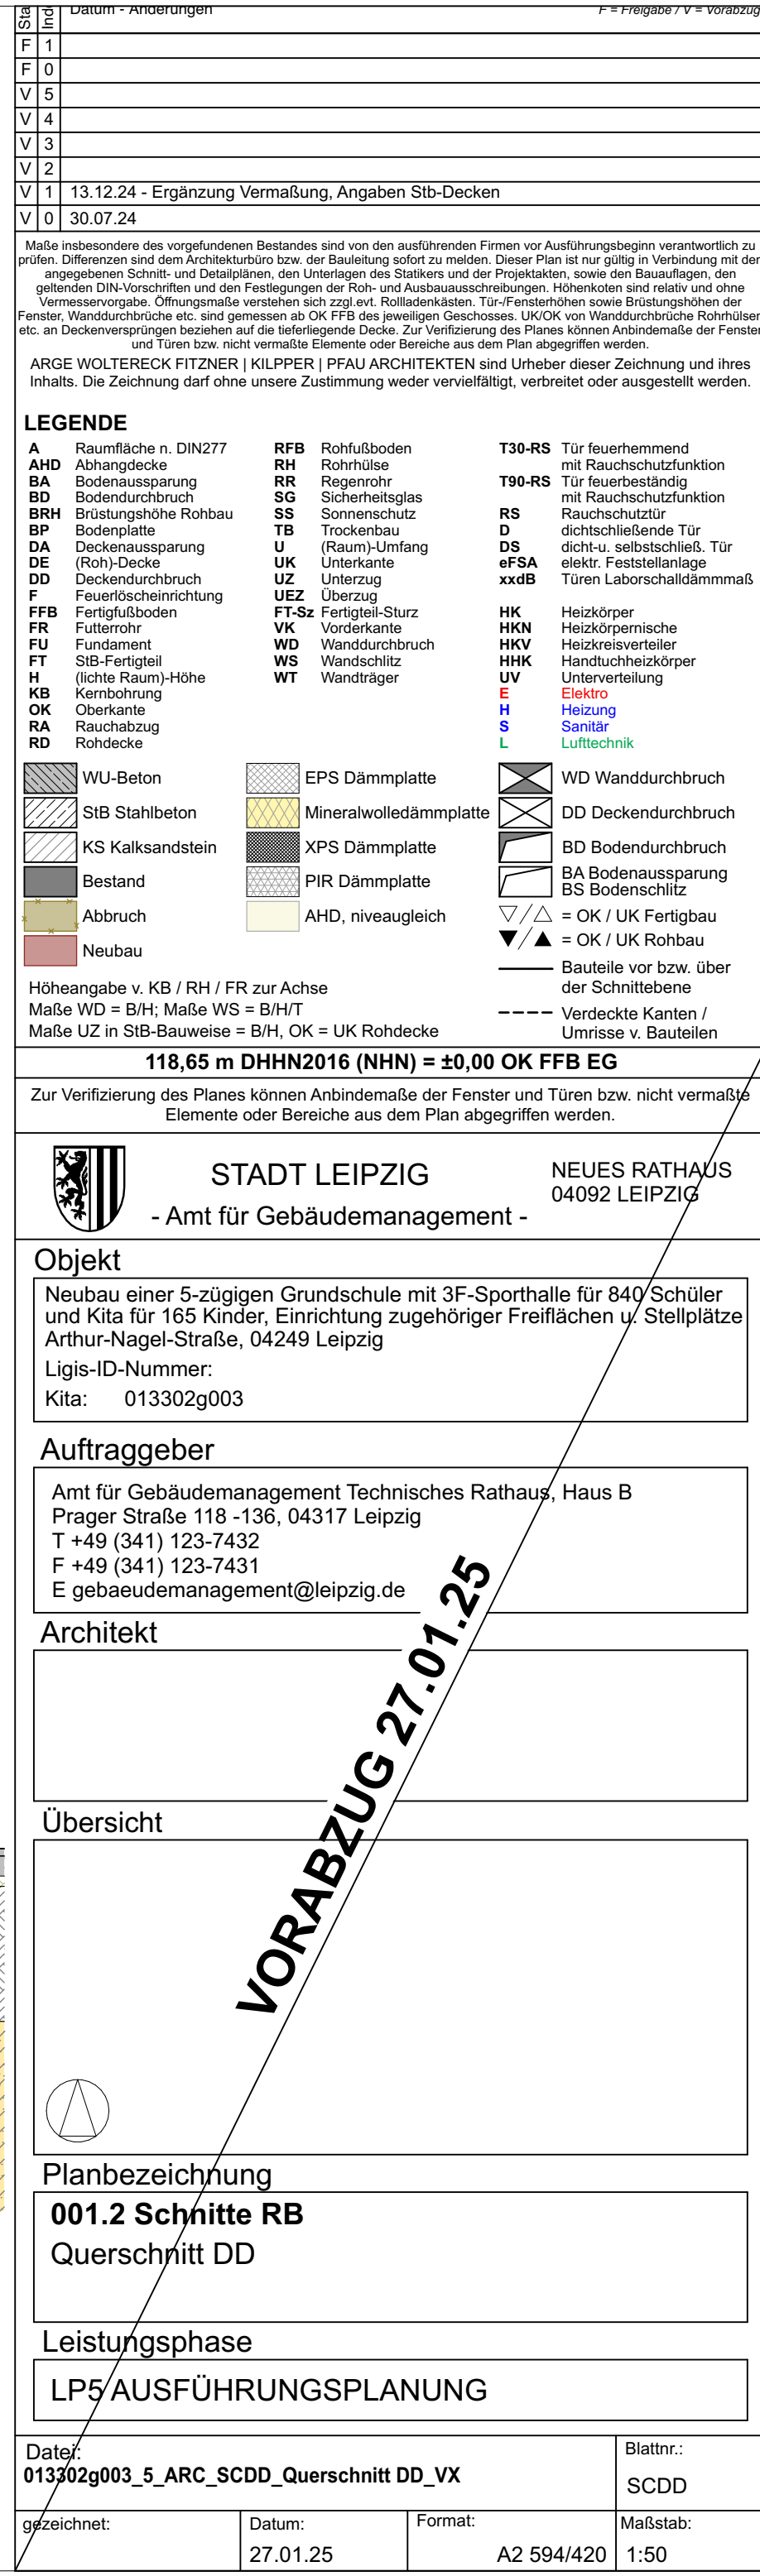 Sta Ind Datum - Änderungen F = Freigabe / V = Vorabzug
F 1
F 0
V 5
V 4
V 3
V 2
V 1 13.12.24 - Ergänzung Vermaßung, Angaben Stb-Decken
V 0 30.07.24
Maße insbesondere des vorgefundenen Bestandes sind von den ausführenden Firmen vor Ausführungsbeginn verantwortlich zu
prüfen. Differenzen sind dem Architekturbüro bzw. der Bauleitung sofort zu melden. Dieser Plan ist nur gültig in Verbindung mit den
angegebenen Schnitt- und Detailplänen, den Unterlagen des Statikers und der Projektakten, sowie den Bauauflagen, den
geltenden DIN-Vorschriften und den Festlegungen der Roh- und Ausbauausschreibungen. Höhenkoten sind relativ und ohne
Vermesservorgabe. Öffnungsmaße verstehen sich zzgl.evt. Rollladenkästen. Tür-/Fensterhöhen sowie Brüstungshöhen der
Fenster, Wanddurchbrüche etc. sind gemessen ab OK FFB des jeweiligen Geschosses. UK/OK von Wanddurchbrüche Rohrhülsen
etc. an Deckenversprüngen beziehen auf die tieferliegende Decke. Zur Verifizierung des Planes können Anbindemaße der Fenster
und Türen bzw. nicht vermaßte Elemente oder Bereiche aus dem Plan abgegriffen werden.
ARGE WOLTERECK FITZNER | KILPPER | PFAU ARCHITEKTEN sind Urheber dieser Zeichnung und ihres
Inhalts. Die Zeichnung darf ohne unsere Zustimmung weder vervielfältigt, verbreitet oder ausgestellt werden.
LEGENDE
A Raumfläche n. DIN277
AHD Abhangdecke
BA Bodenaussparung
BD Bodendurchbruch
BRH Brüstungshöhe Rohbau
BP Bodenplatte
DA Deckenaussparung
DE (Roh)-Decke
DD Deckendurchbruch
F Feuerlöscheinrichtung
FFB Fertigfußboden
FR Futterrohr
FU Fundament
FT StB-Fertigteil
H (lichte Raum)-Höhe
KB Kernbohrung
OK Oberkante
RA Rauchabzug
RD Rohdecke
RFB Rohfußboden
RH Rohrhülse
RR Regenrohr
SG Sicherheitsglas
SS Sonnenschutz
TB Trockenbau
U (Raum)-Umfang
UK Unterkante
UZ Unterzug
UEZ Überzug
FT-Sz Fertigteil-Sturz
VK Vorderkante
WD Wanddurchbruch
WS Wandschlitz
WT Wandträger
T30-RS Tür feuerhemmend
mit Rauchschutzfunktion
T90-RS Tür feuerbeständig
mit Rauchschutzfunktion
RS Rauchschutztür
D dichtschließende Tür
DS dicht-u. selbstschließ. Tür
eFSA elektr. Feststellanlage
xxdB Türen Laborschalldämmmaß
HK Heizkörper
HKN Heizkörpernische
HKV Heizkreisverteiler
HHK Handtuchheizkörper
UV Unterverteilung
E Elektro
H Heizung
S Sanitär
L Lufttechnik
WU-Beton
StB Stahlbeton
KS Kalksandstein
Bestand
Abbruch
Neubau
EPS Dämmplatte
Mineralwolledämmplatte
XPS Dämmplatte
PIR Dämmplatte
AHD, niveaugleich
WD Wanddurchbruch
DD Deckendurchbruch
BD Bodendurchbruch
BA Bodenaussparung
BS Bodenschlitz
= OK / UK Fertigbau
= OK / UK Rohbau
Bauteile vor bzw. über
der Schnittebene
Verdeckte Kanten /
Umrisse v. Bauteilen
Höheangabe v. KB / RH / FR zur Achse
Maße WD = B/H; Maße WS = B/H/T
Maße UZ in StB-Bauweise = B/H, OK = UK Rohdecke
118,65 m DHHN2016 (NHN) = ±0,00 OK FFB EG
Zur Verifizierung des Planes können Anbindemaße der Fenster und Türen bzw. nicht vermaßte
Elemente oder Bereiche aus dem Plan abgegriffen werden.
STADT LEIPZIG
- Amt für Gebäudemanagement -
NEUES RATHAUS
04092 LEIPZIG
Objekt
Neubau einer 5-zügigen Grundschule mit 3F-Sporthalle für 840 Schüler
und Kita für 165 Kinder, Einrichtung zugehöriger Freiflächen u. Stellplätze
Arthur-Nagel-Straße, 04249 Leipzig
Ligis-ID-Nummer:
Kita: 013302g003
Auftraggeber
Amt für Gebäudemanagement Technisches Rathaus, Haus B
Prager Straße 118 -136, 04317 Leipzig
T +49 (341) 123-7432
F +49 (341) 123-7431
E gebaeudemanagement@leipzig.de
Architekt
VORABZUG 27.01.25
Übersicht
Planbezeichnung
001.2 Schnitte RB
Querschnitt DD
Leistungsphase
LP5 AUSFÜHRUNGSPLANUNG
Datei:
013302g003_5_ARC_SCDD_Querschnitt DD_VX
Blattnr.:
SCDD
gezeichnet:
Datum:
27.01.25
Format:
A2 594/420
Maßstab:
1:50